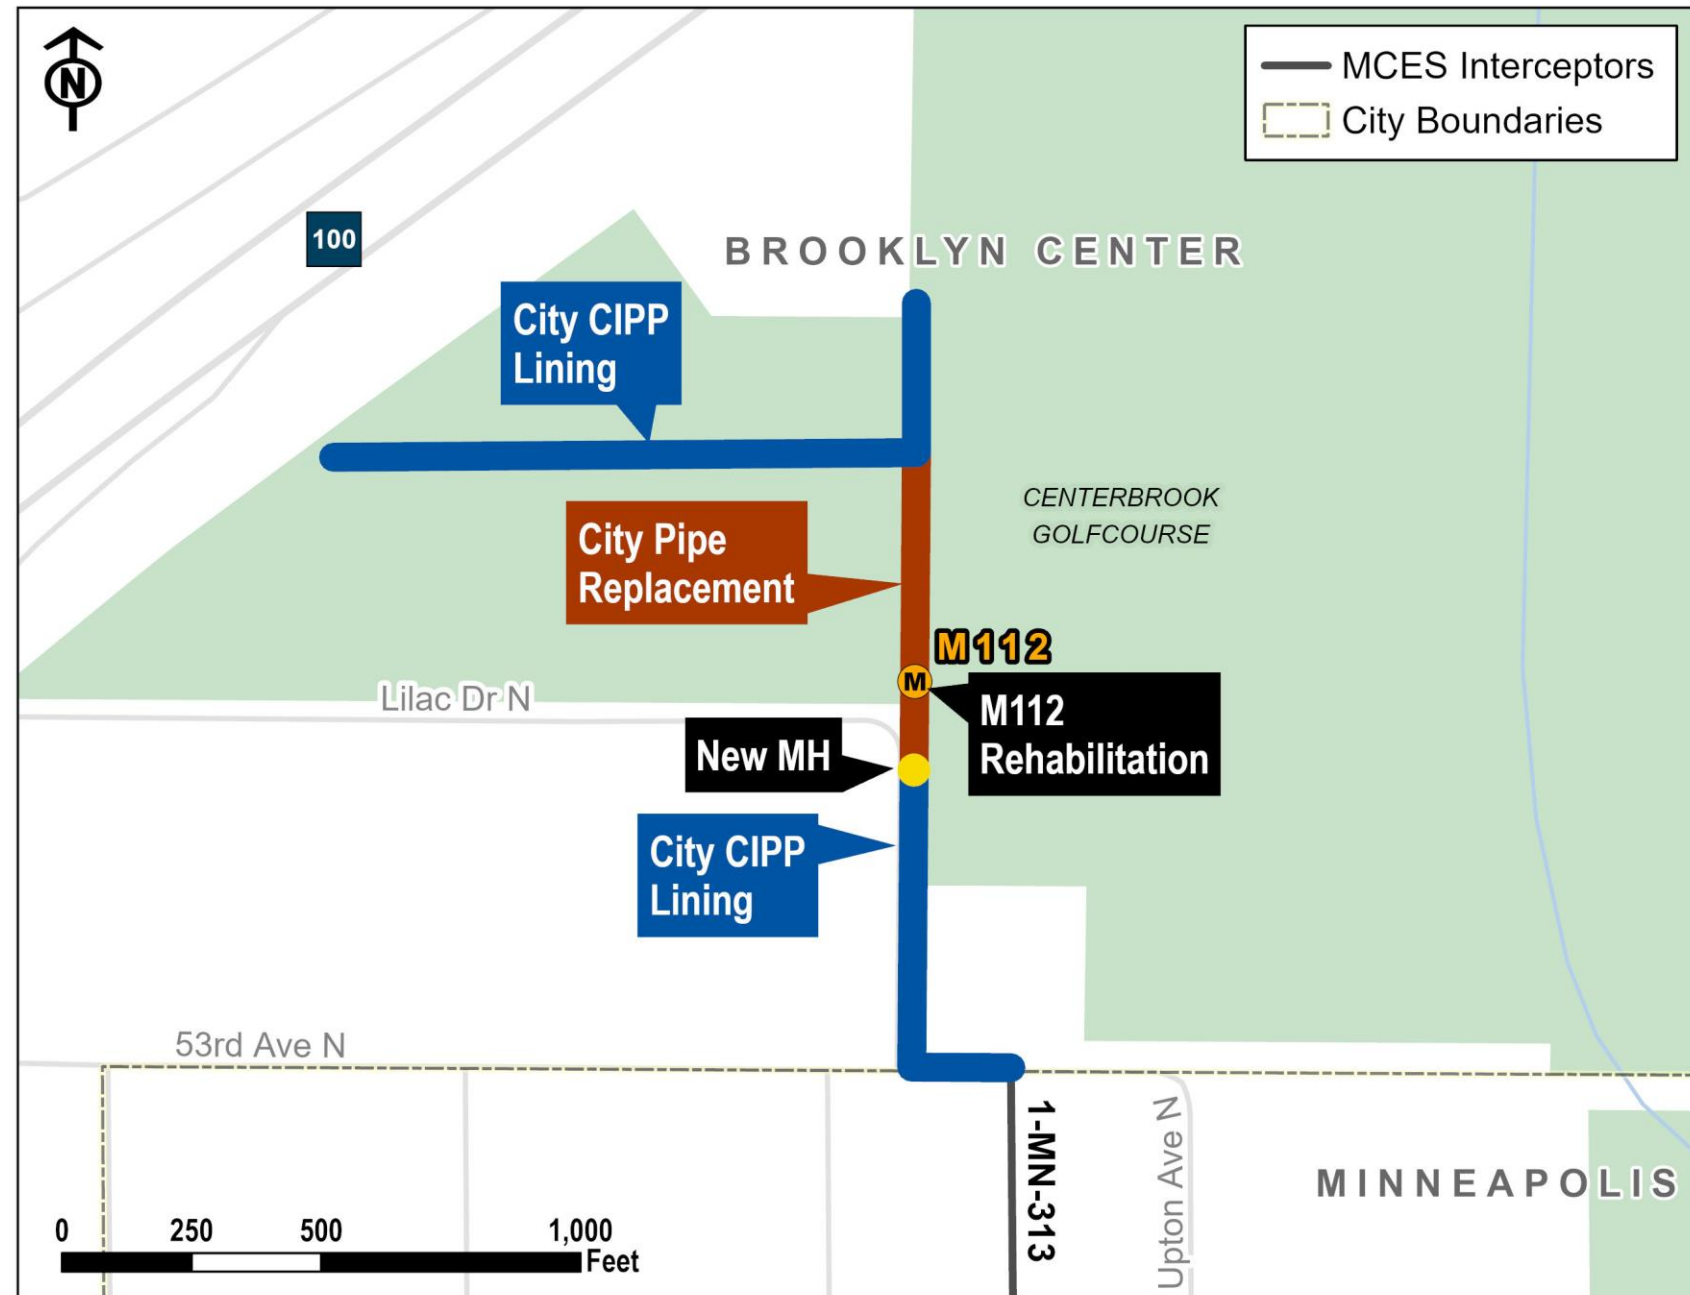 N
MCES Interceptors
City Boundaries
100
BROOKLYN CENTER
City CIPP
Lining
CENTERBROOK
GOLFCOURSE
City Pipe
Replacement
M112
M
Lilac Dr N
M112
Rehabilitation
New MH
City CIPP
Lining
53rd Ave N
1-MN-313
Upton Ave N
MINNEAPOLIS
0 250 500 1,000
Feet